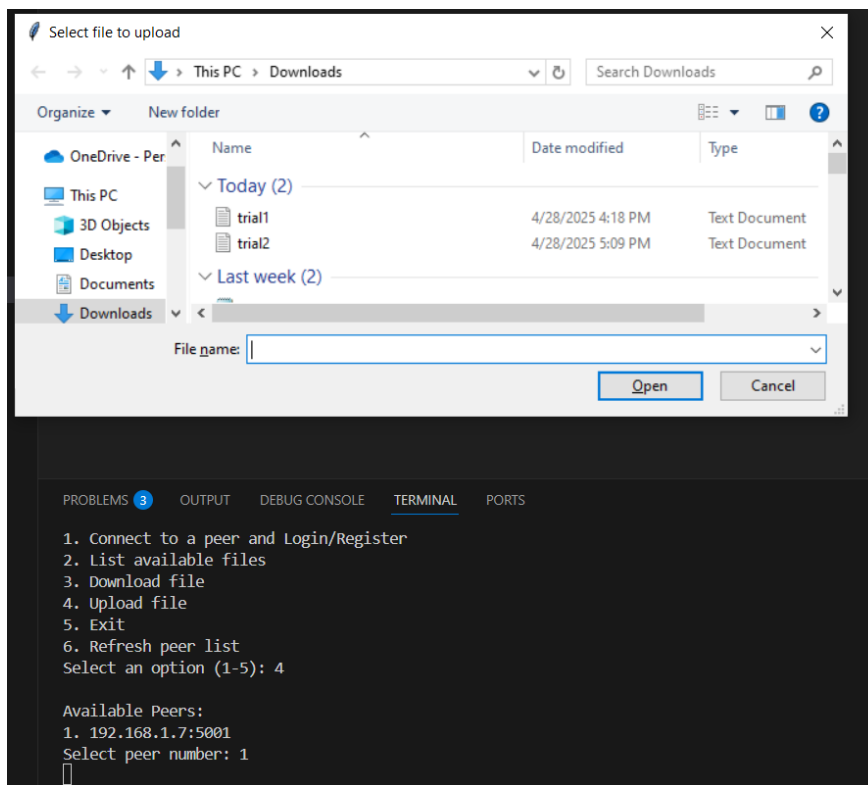 Select file to upload
This PC > Downloads
Search Downloads
Organize
New folder
OneDrive - Per
This PC
3D Objects
Desktop
Documents
Downloads
Name Date modified Type
Today (2)
trial1 4/28/2025 4:18 PM Text Document
trial2 4/28/2025 5:09 PM Text Document
Last week (2)
File name:
Open Cancel
PROBLEMS 3 OUTPUT DEBUG CONSOLE TERMINAL PORTS
1. Connect to a peer and Login/Register
2. List available files
3. Download file
4. Upload file
5. Exit
6. Refresh peer list
Select an option (1-5): 4
Available Peers:
1. 192.168.1.7:5001
Select peer number: 1